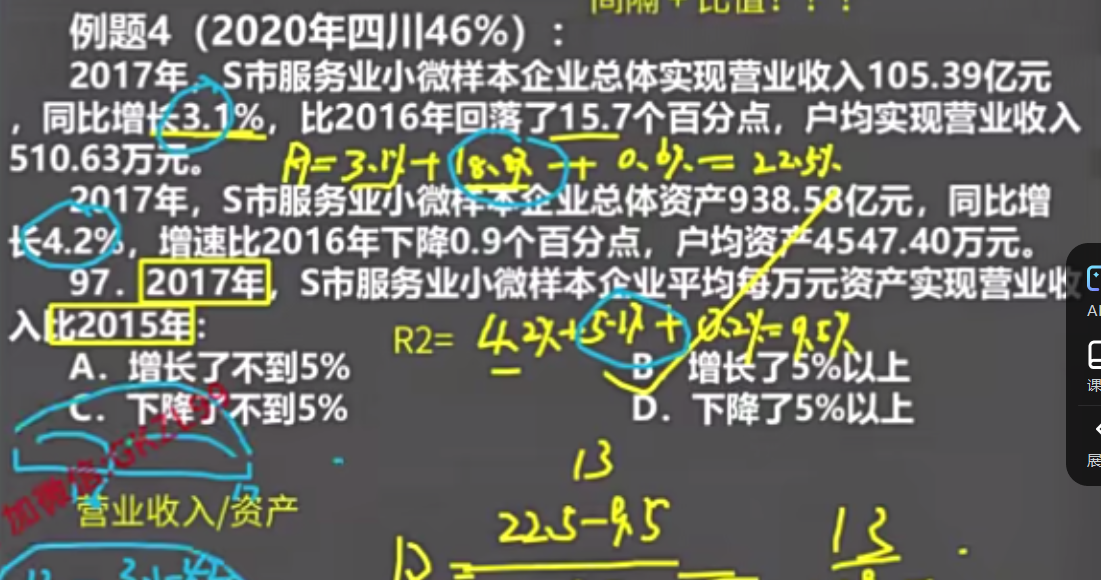 间隔+比值？？？
例题4（2020年四川46%）：
2017年，S市服务业小微样本企业总体实现营业收入105.39亿元
，同比增长3.1%，比2016年回落了15.7个百分点，户均实现营业收入
510.63万元。
R=3.1%+18.8%+0.6%=22.5%
2017年，S市服务业小微样本企业总体资产938.58亿元，同比增
长4.2%，增速比2016年下降0.9个百分点，户均资产4547.40万元。
97．2017年，S市服务业小微样本企业平均每万元资产实现营业收
入比2015年：
R2= 4.2%+5.1%+0.2%=9.5%
A．增长了不到5% B．增长了5%以上
C．下降了不到5% D．下降了5%以上
加微信:GKZL99
13
营业收入/资产
22.5-9.5
13